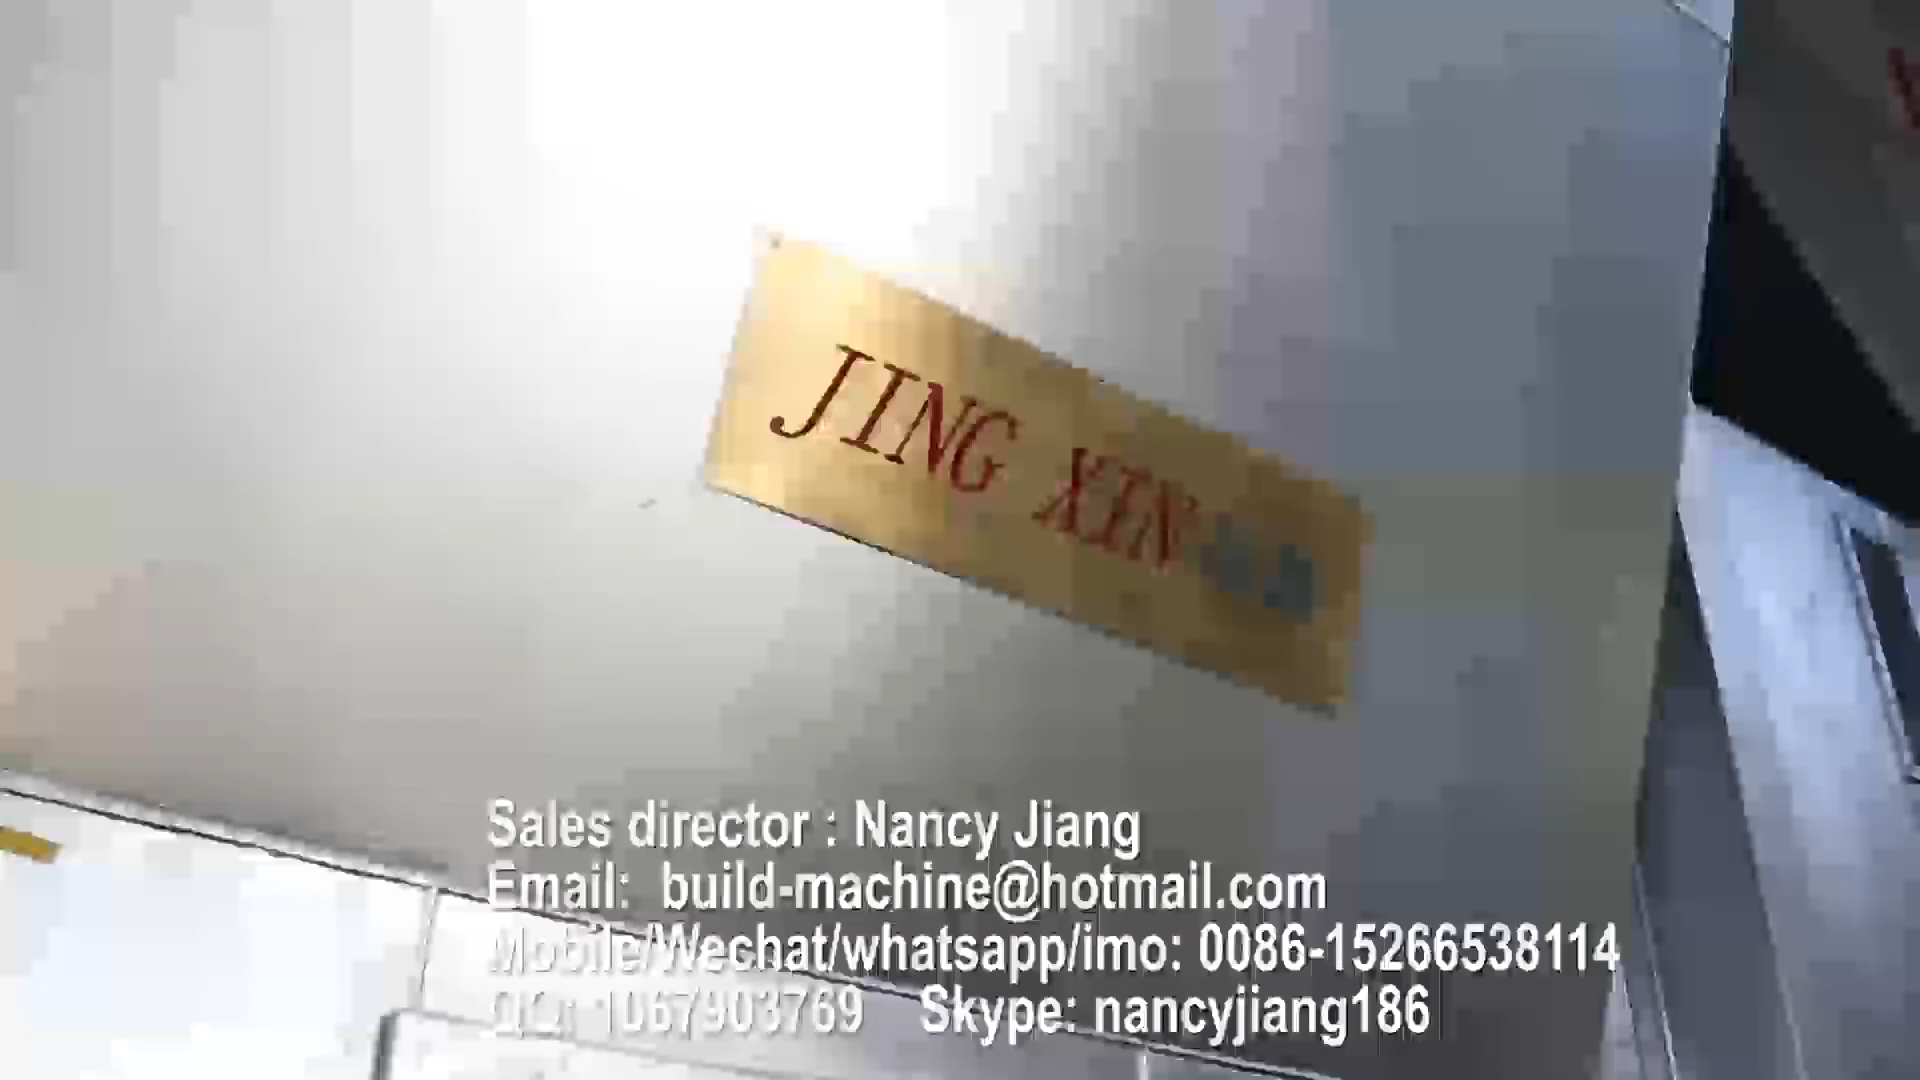 JING XIN
Sales director : Nancy Jiang
Email: build-machine@hotmail.com
Mobile/Wechat/whatsapp/imo: 0086-15266538114
QQ: 1067903769 Skype: nancyjiang186